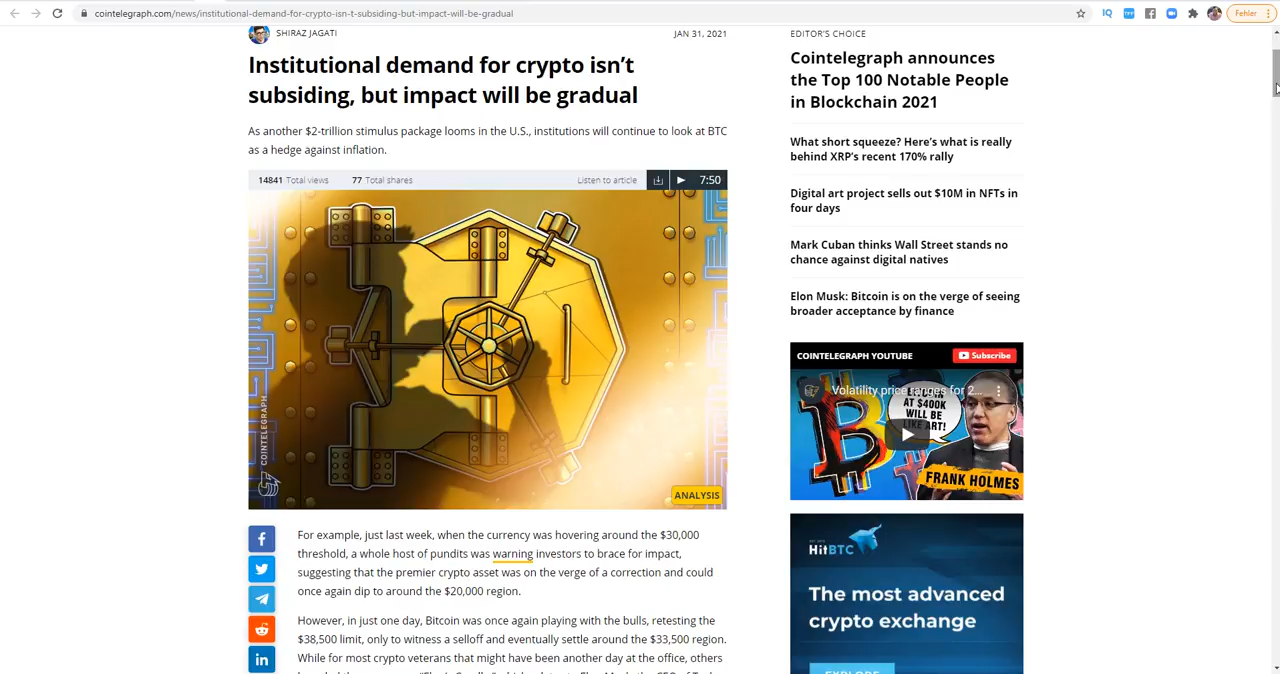 cointelegraph.com/news/institutional-demand-for-crypto-isn-t-subsiding-but-impact-will-be-gradual
IQ
Fehler
SHIRAZ JAGATI
JAN 31, 2021
Institutional demand for crypto isn't
subsiding, but impact will be gradual
As another $2-trillion stimulus package looms in the U.S., institutions will continue to look at BTC
as a hedge against inflation.
14841 Total views
77 Total shares
Listen to article
7:50
COINTELEGRAPH
ANALYSIS
For example, just last week, when the currency was hovering around the $30,000
threshold, a whole host of pundits was warning investors to brace for impact,
suggesting that the premier crypto asset was on the verge of a correction and could
once again dip to around the $20,000 region.
However, in just one day, Bitcoin was once again playing with the bulls, retesting the
$38,500 limit, only to witness a selloff and eventually settle around the $33,500 region.
While for most crypto veterans that might have been another day at the office, others
EDITOR'S CHOICE
Cointelegraph announces
the Top 100 Notable People
in Blockchain 2021
What short squeeze? Here's what is really
behind XRP's recent 170% rally
Digital art project sells out $10M in NFTs in
four days
Mark Cuban thinks Wall Street stands no
chance against digital natives
Elon Musk: Bitcoin is on the verge of seeing
broader acceptance by finance
COINTELEGRAPH YOUTUBE
Subscribe
Volatility price ranges for 2...
AT $400K
WILL BE
LIKE ART!
FRANK HOLMES
HitBTC
The most advanced
crypto exchange
EXPLORE